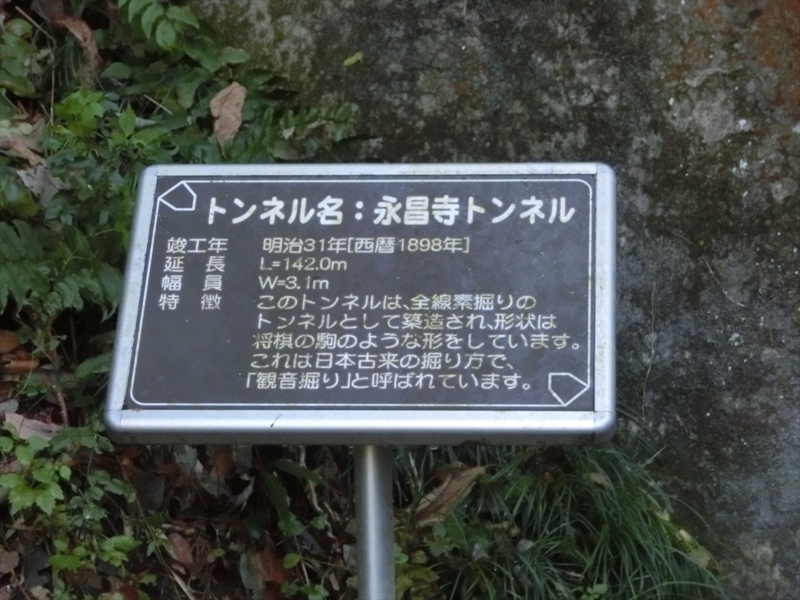 トンネル名：永昌寺トンネル
竣工年 明治31年[西暦1898年]
延 長 L=142.0m
幅 員 W=3.1m
特 徴 このトンネルは、全線素掘りの
トンネルとして築造され、形状は
将棋の駒のような形をしています。
これは日本古来の掘り方で、
「観音掘り」と呼ばれています。